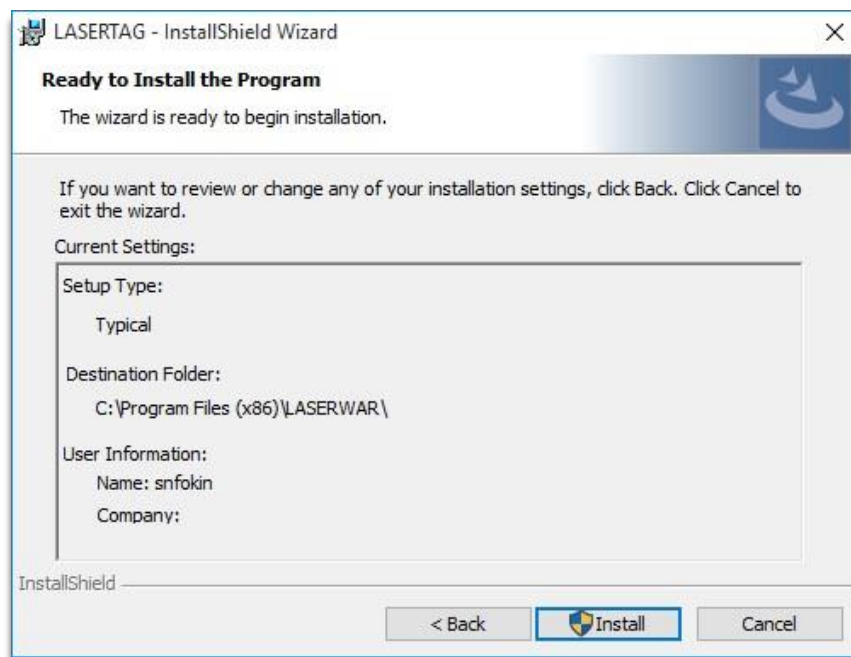 LASERTAG - InstallShield Wizard
Ready to Install the Program
The wizard is ready to begin installation.
If you want to review or change any of your installation settings, click Back. Click Cancel to
exit the wizard.
Current Settings:
Setup Type:
Typical
Destination Folder:
C:\Program Files (x86)\LASERWAR\
User Information:
Name: snfokin
Company:
InstallShield
< Back
Install
Cancel